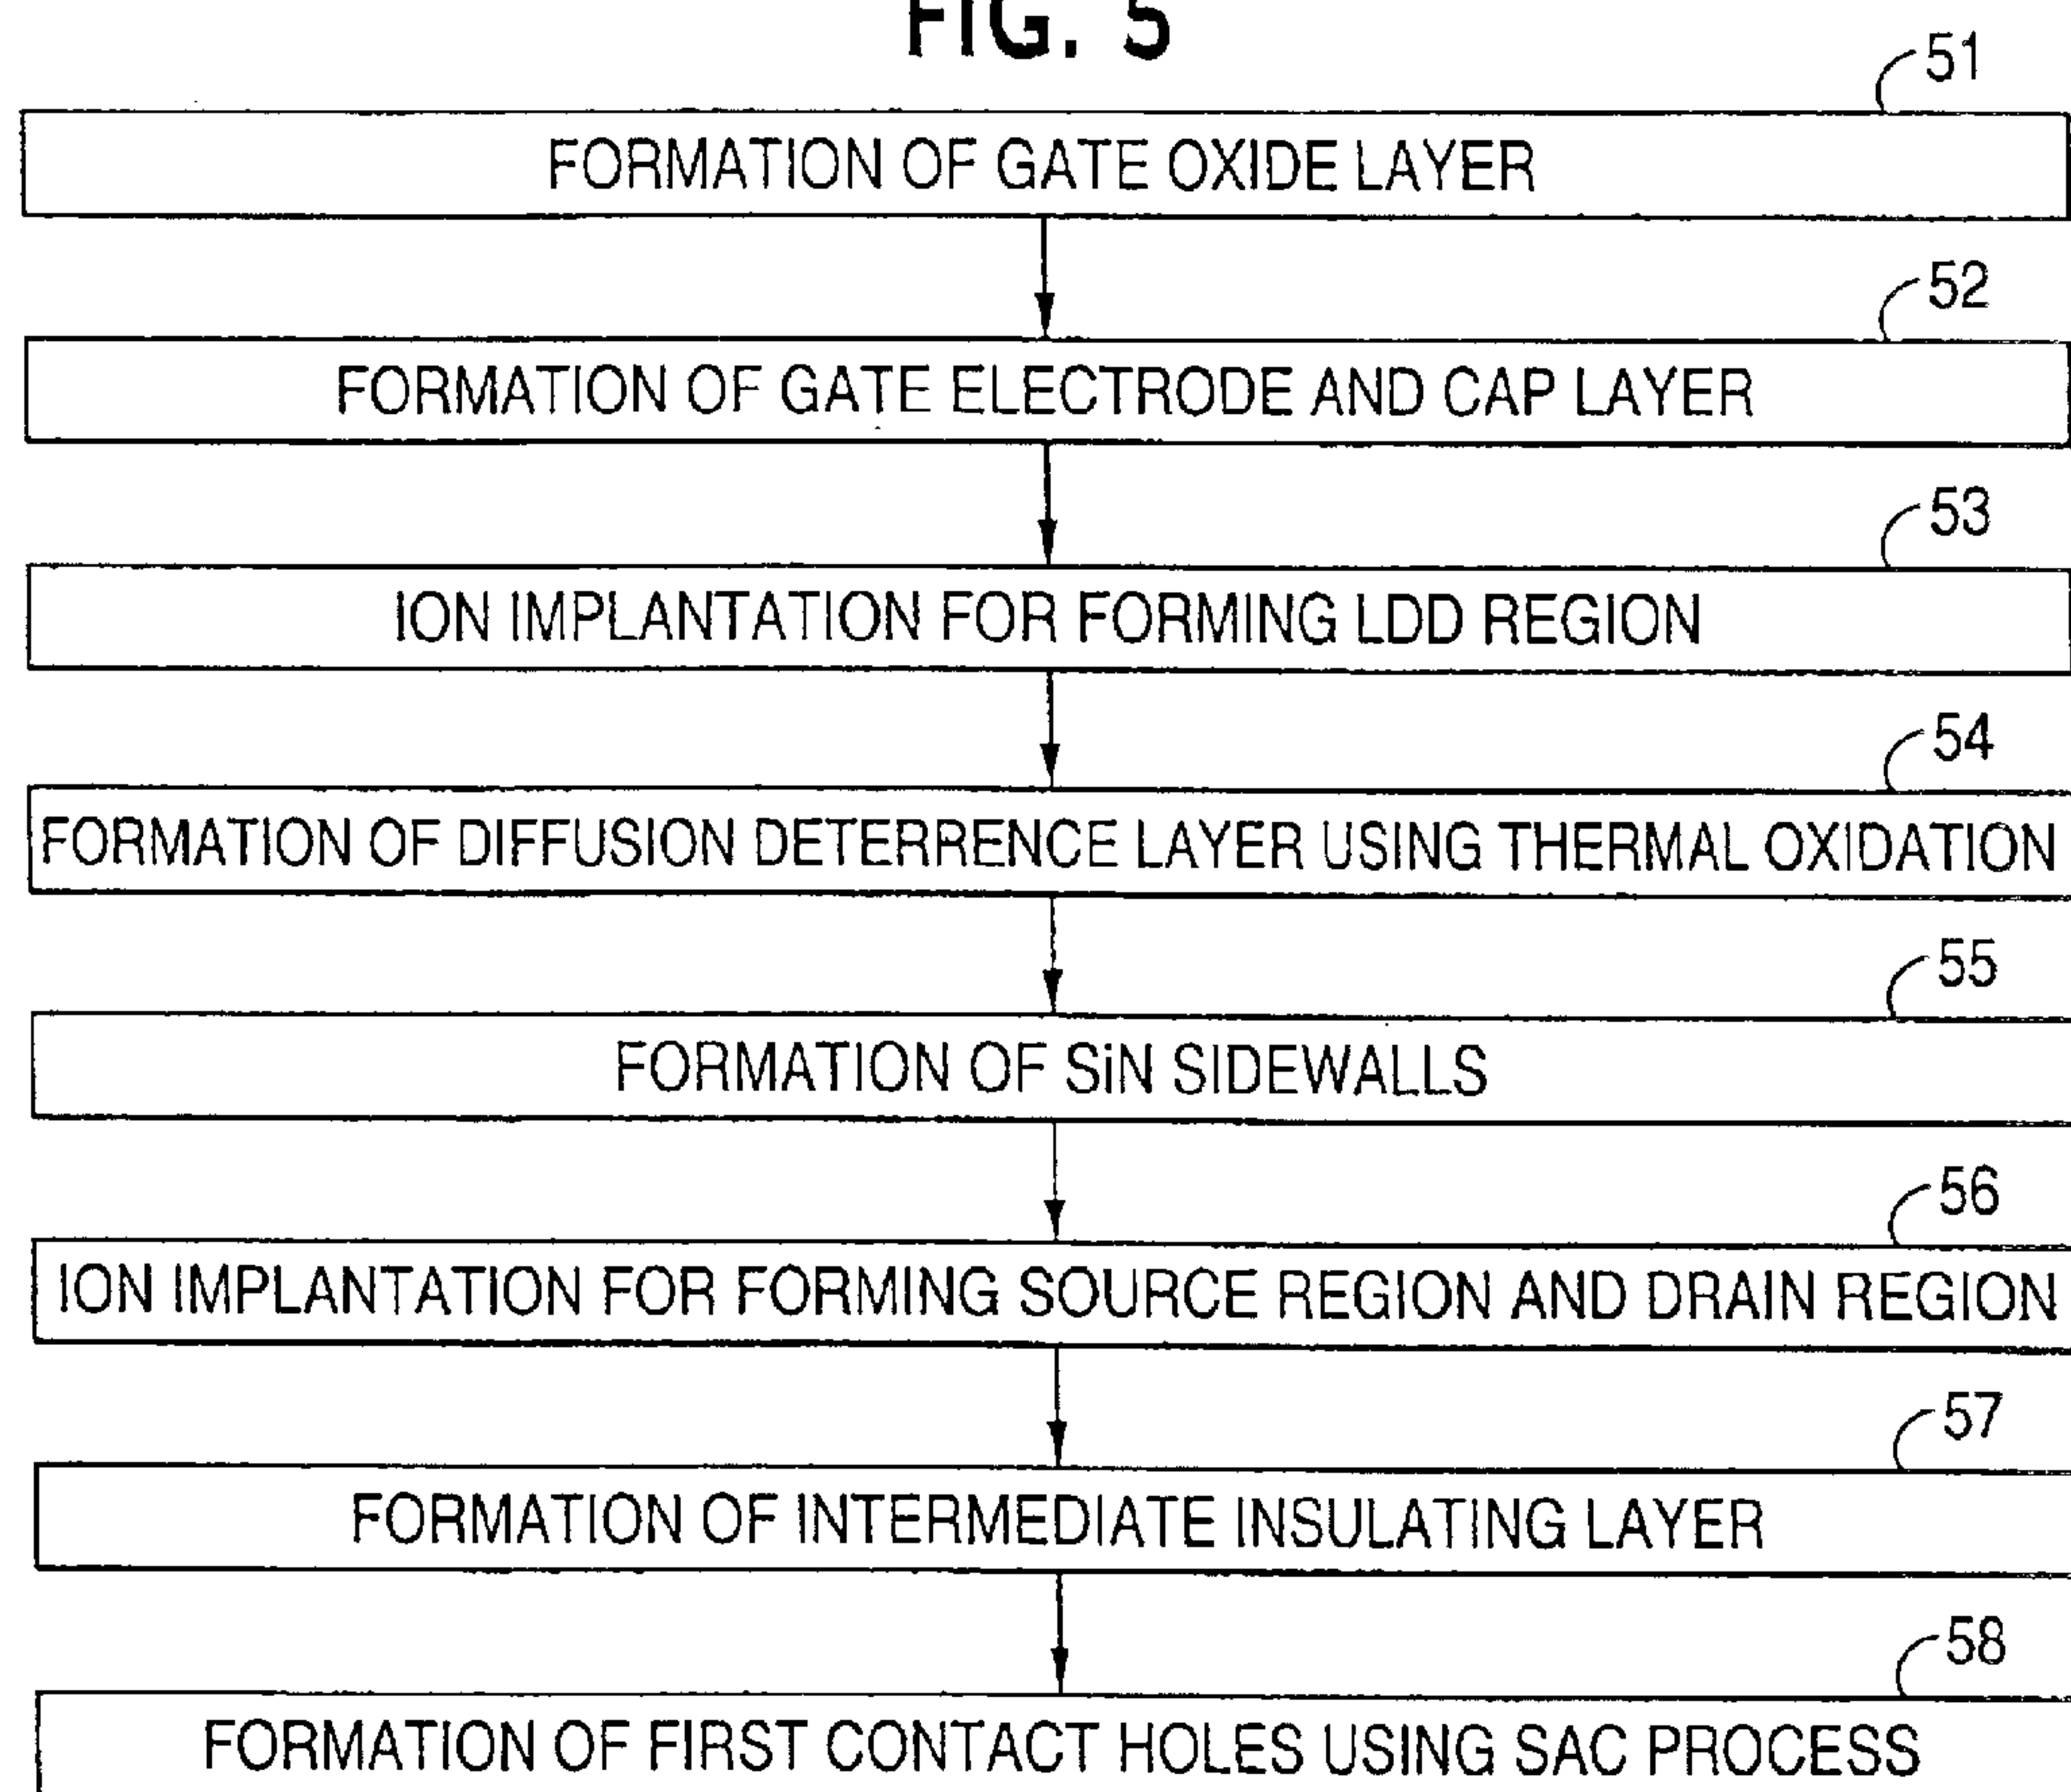 FIG. 5
51
FORMATION OF GATE OXIDE LAYER
52
FORMATION OF GATE ELECTRODE AND CAP LAYER
53
ION IMPLANTATION FOR FORMING LDD REGION
54
FORMATION OF DIFFUSION DETERRENCE LAYER USING THERMAL OXIDATION
55
FORMATION OF SiN SIDEWALLS
56
ION IMPLANTATION FOR FORMING SOURCE REGION AND DRAIN REGION
57
FORMATION OF INTERMEDIATE INSULATING LAYER
58
FORMATION OF FIRST CONTACT HOLES USING SAC PROCESS